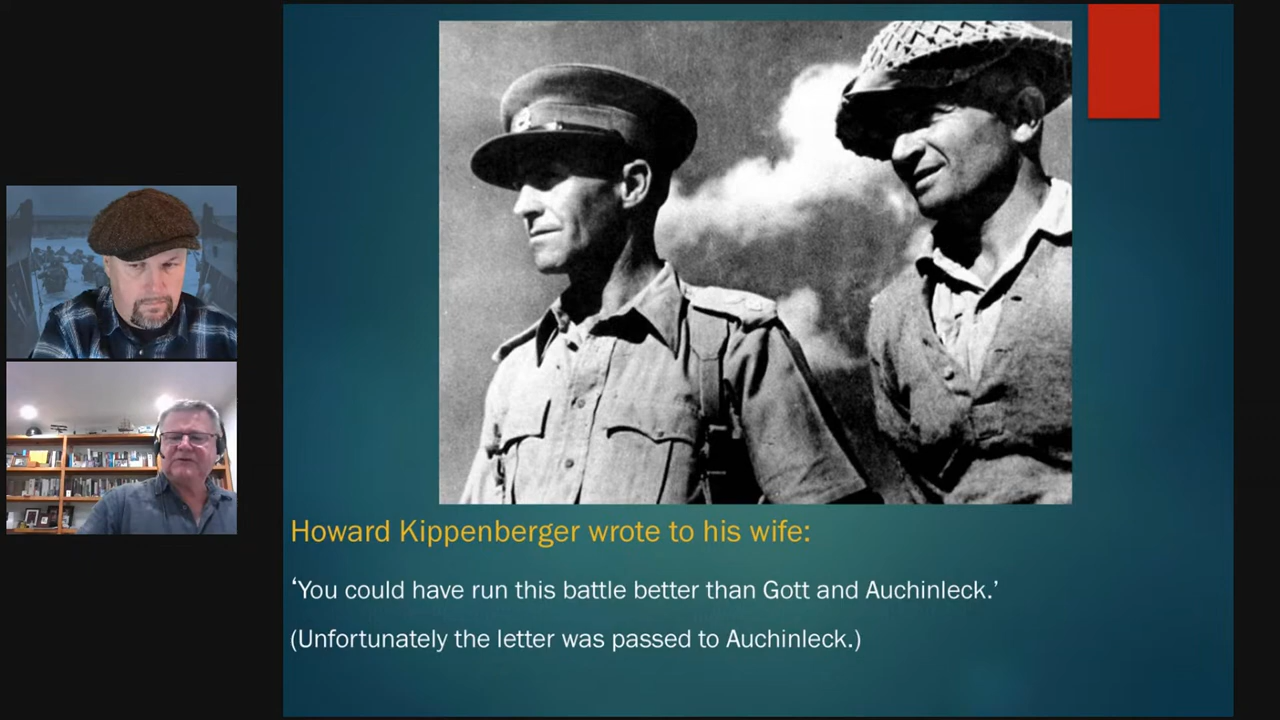 Howard Kippenberger wrote to his wife:
‘You could have run this battle better than Gott and Auchinleck.’
(Unfortunately the letter was passed to Auchinleck.)